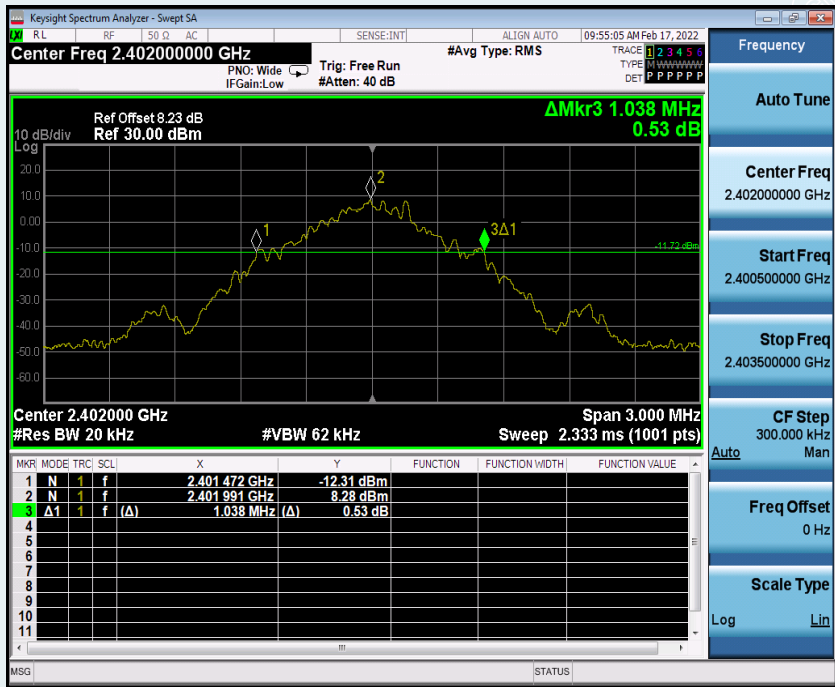 Keysight Spectrum Analyzer - Swept SA
LXI RL RF 50 Ω AC SENSE:INT ALIGN AUTO 09:55:05 AM Feb 17, 2022
Center Freq 2.402000000 GHz
PNO: Wide
IFGain:Low
Trig: Free Run
#Atten: 40 dB
#Avg Type: RMS
TRACE 1 2 3 4 5 6
TYPE M WWWWW
DET P P P P P P
Ref Offset 8.23 dB
Ref 30.00 dBm
10 dB/div
Log
ΔMkr3 1.038 MHz
0.53 dB
20.0
10.0
0.00
-10.0
-20.0
-30.0
-40.0
-50.0
-60.0
1
2
3Δ1
-11.72 dBm
Center 2.402000 GHz Span 3.000 MHz
#Res BW 20 kHz #VBW 62 kHz Sweep 2.333 ms (1001 pts)
MKR MODE TRC SCL X Y FUNCTION FUNCTION WIDTH FUNCTION VALUE
1 N 1 f 2.401 472 GHz -12.31 dBm
2 N 1 f 2.401 991 GHz 8.28 dBm
3 Δ1 1 f (Δ) 1.038 MHz (Δ) 0.53 dB
4
5
6
7
8
9
10
11
MSG STATUS
Frequency
Auto Tune
Center Freq
2.402000000 GHz
Start Freq
2.400500000 GHz
Stop Freq
2.403500000 GHz
CF Step
300.000 kHz
Auto Man
Freq Offset
0 Hz
Scale Type
Log Lin